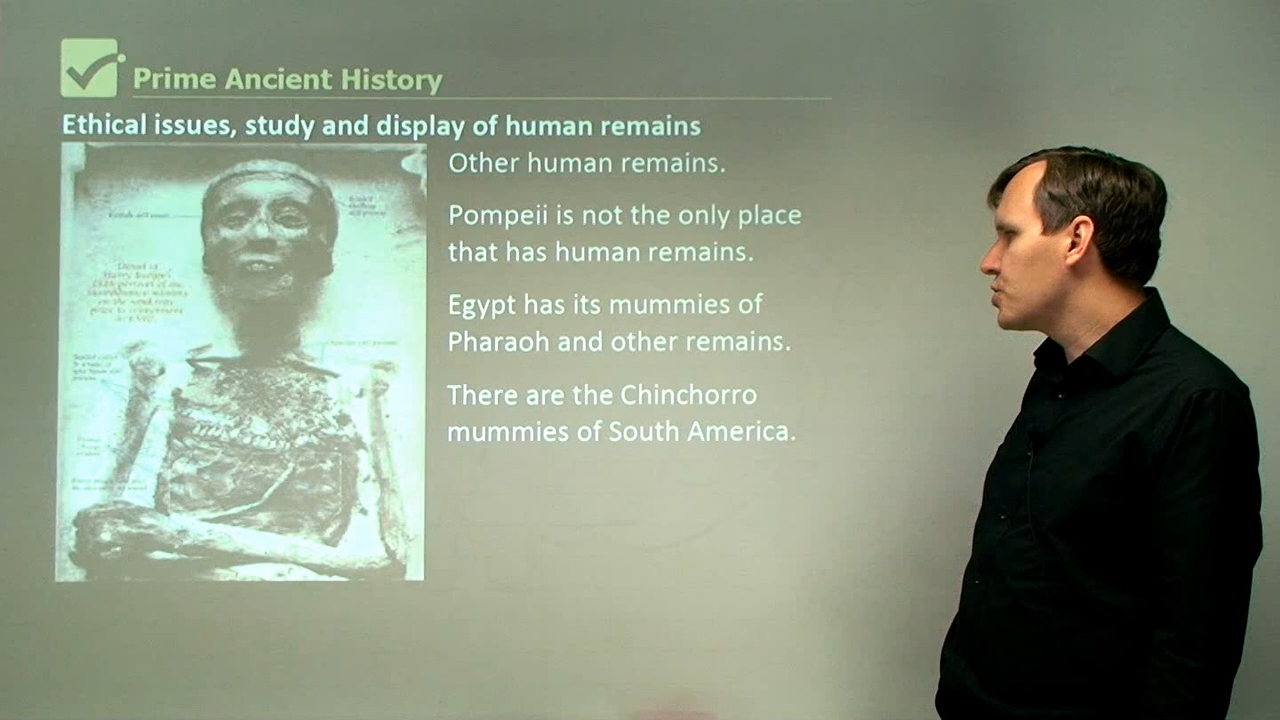 Prime Ancient History
Ethical issues, study and display of human remains
Other human remains.
Pompeii is not the only place
that has human remains.
Egypt has its mummies of
Pharaoh and other remains.
There are the Chinchorro
mummies of South America.